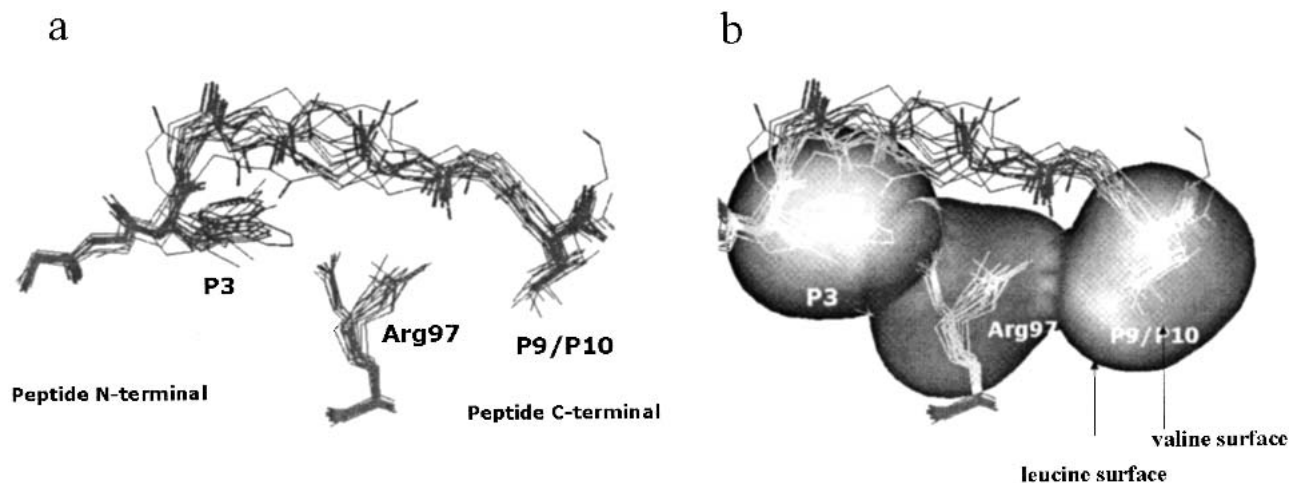 a
P3
Arg97
P9/P10
Peptide N-terminal
Peptide C-terminal
b
P3
Arg97
P9/P10
valine surface
leucine surface